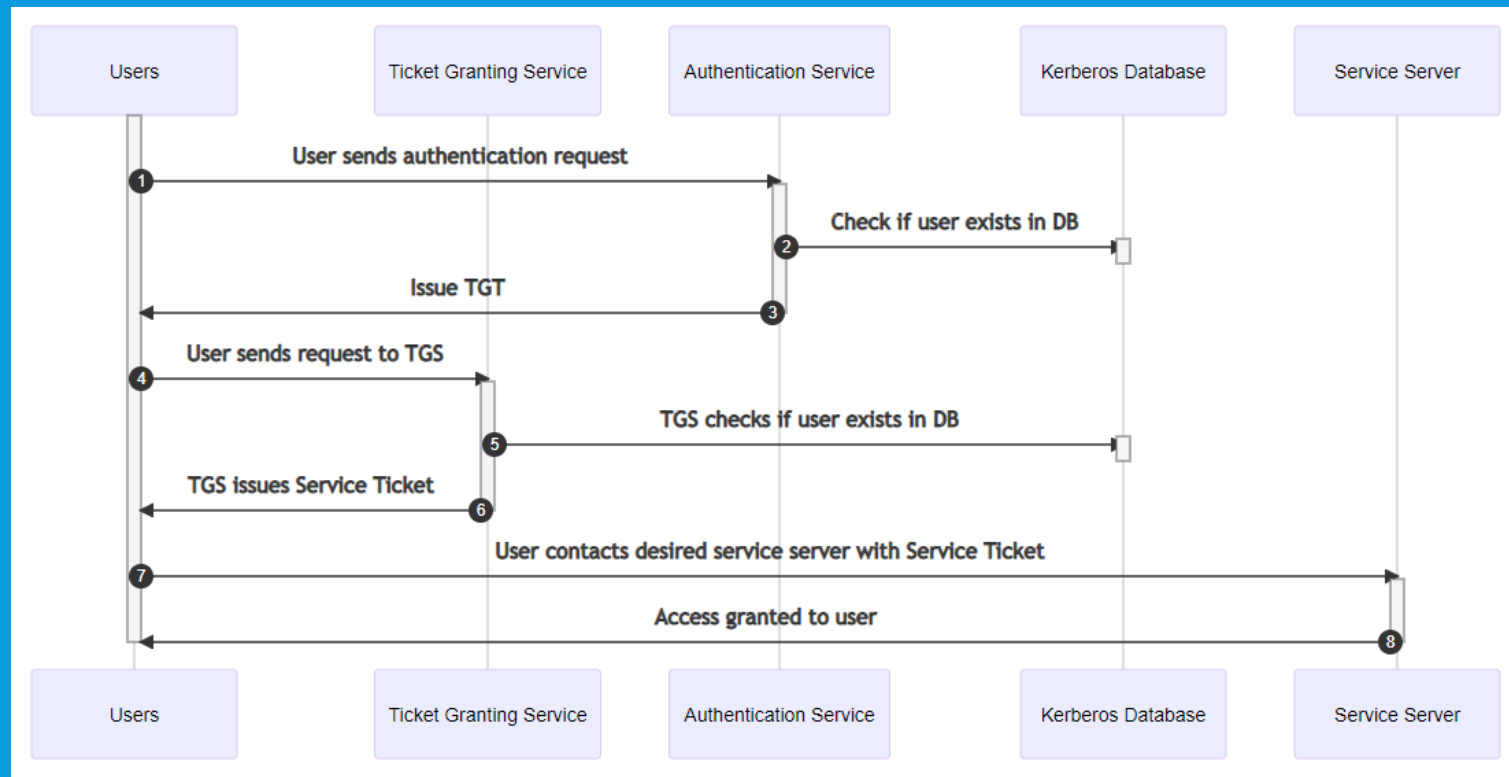 Users
Ticket Granting Service
Authentication Service
Kerberos Database
Service Server
User sends authentication request
1
Check if user exists in DB
2
Issue TGT
3
User sends request to TGS
4
TGS checks if user exists in DB
5
TGS issues Service Ticket
6
User contacts desired service server with Service Ticket
7
Access granted to user
8
Users
Ticket Granting Service
Authentication Service
Kerberos Database
Service Server